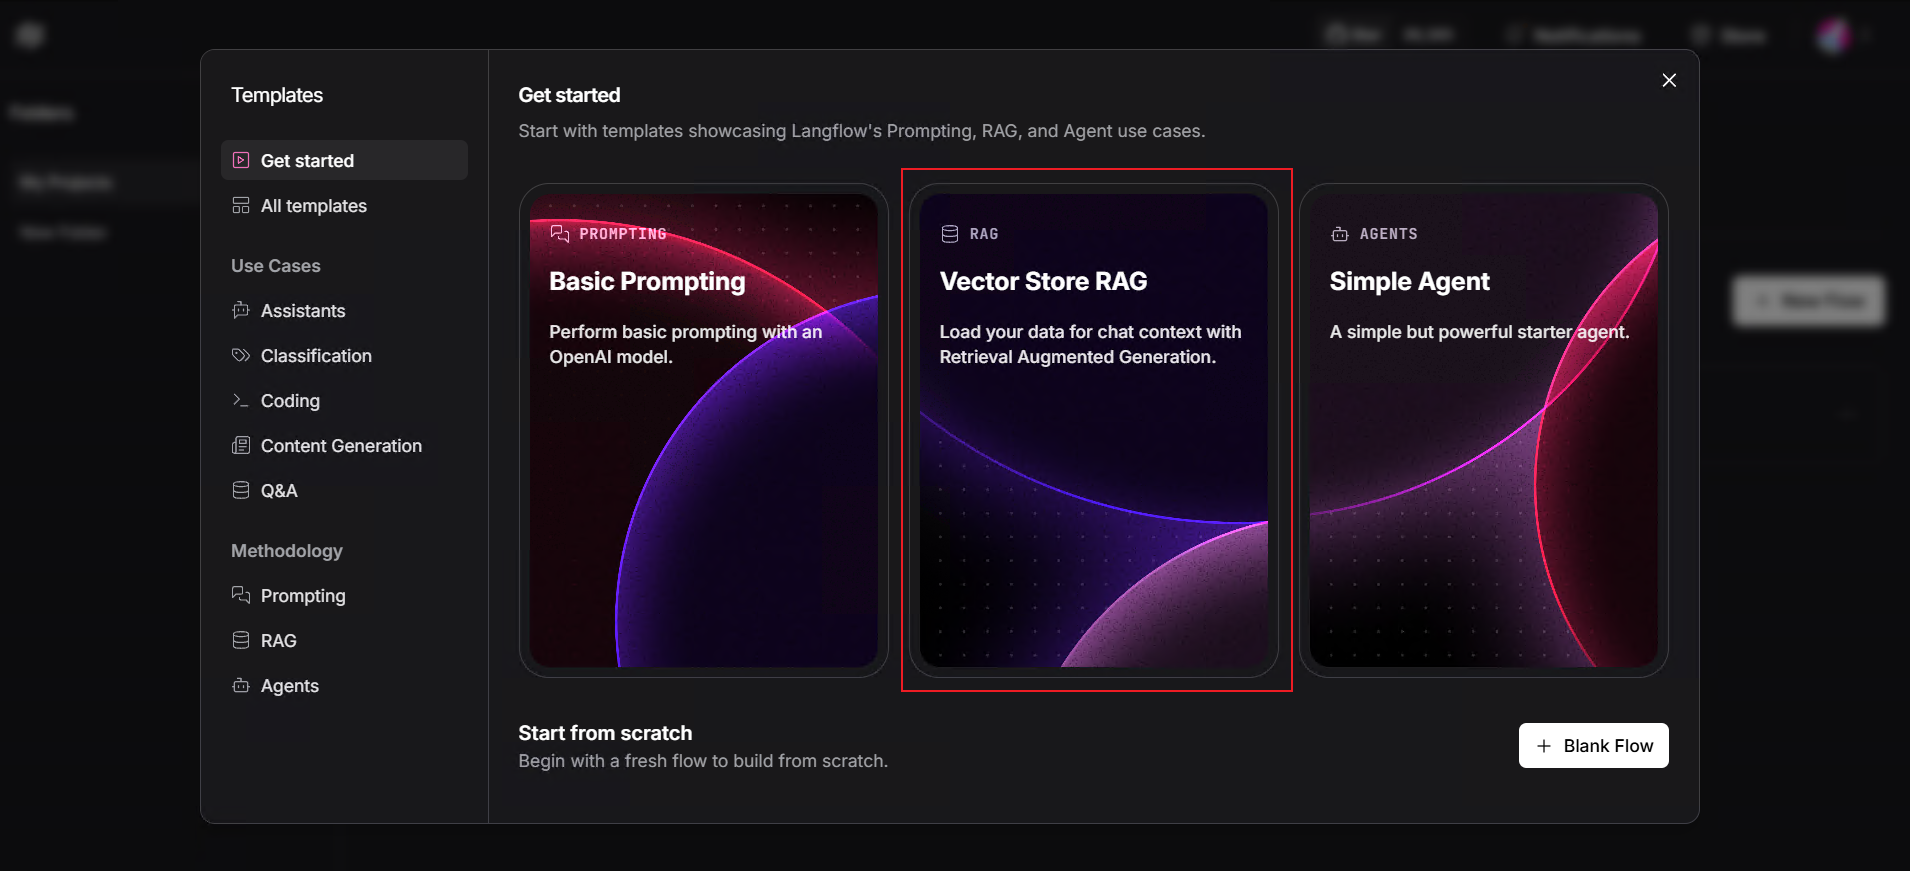 Templates
Get started
All templates
Use Cases
Assistants
Classification
Coding
Content Generation
Q&A
Methodology
Prompting
RAG
Agents
Get started
Start with templates showcasing Langflow's Prompting, RAG, and Agent use cases.
PROMPTING
Basic Prompting
Perform basic prompting with an
OpenAI model.
RAG
Vector Store RAG
Load your data for chat context with
Retrieval Augmented Generation.
AGENTS
Simple Agent
A simple but powerful starter agent.
Start from scratch
Begin with a fresh flow to build from scratch.
Blank Flow